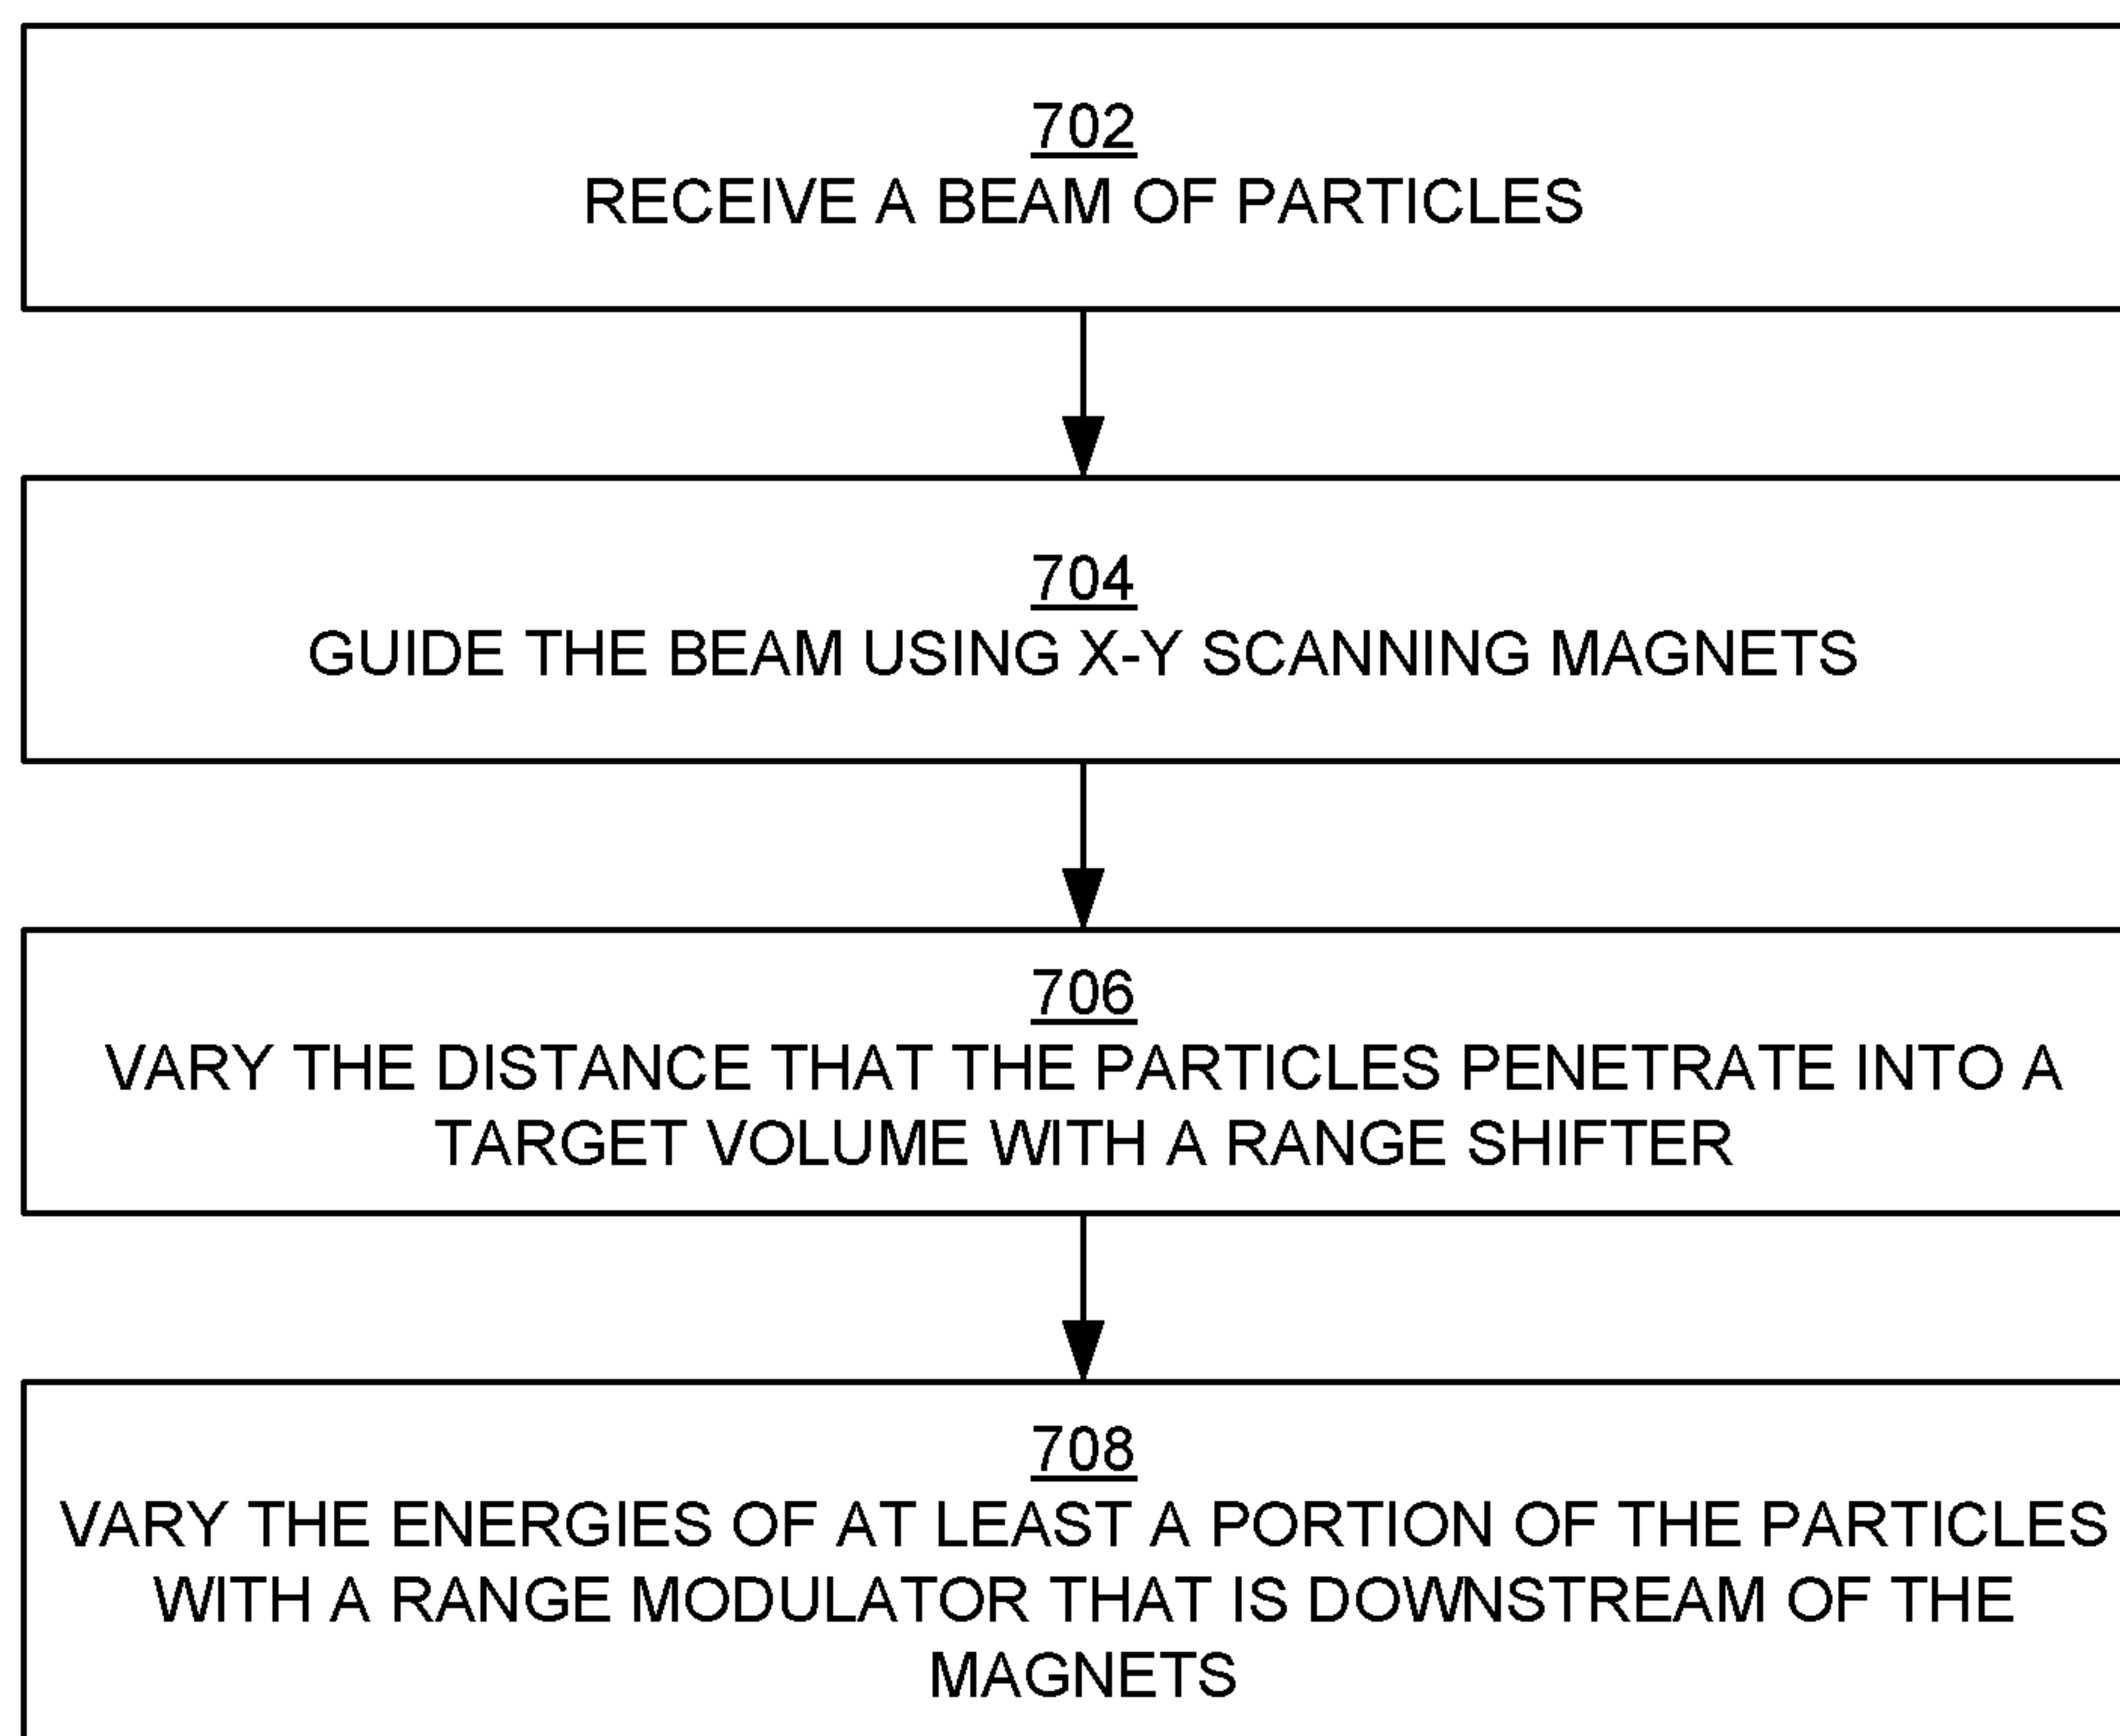 702
RECEIVE A BEAM OF PARTICLES
704
GUIDE THE BEAM USING X-Y SCANNING MAGNETS
706
VARY THE DISTANCE THAT THE PARTICLES PENETRATE INTO A
TARGET VOLUME WITH A RANGE SHIFTER
708
VARY THE ENERGIES OF AT LEAST A PORTION OF THE PARTICLES
WITH A RANGE MODULATOR THAT IS DOWNSTREAM OF THE
MAGNETS